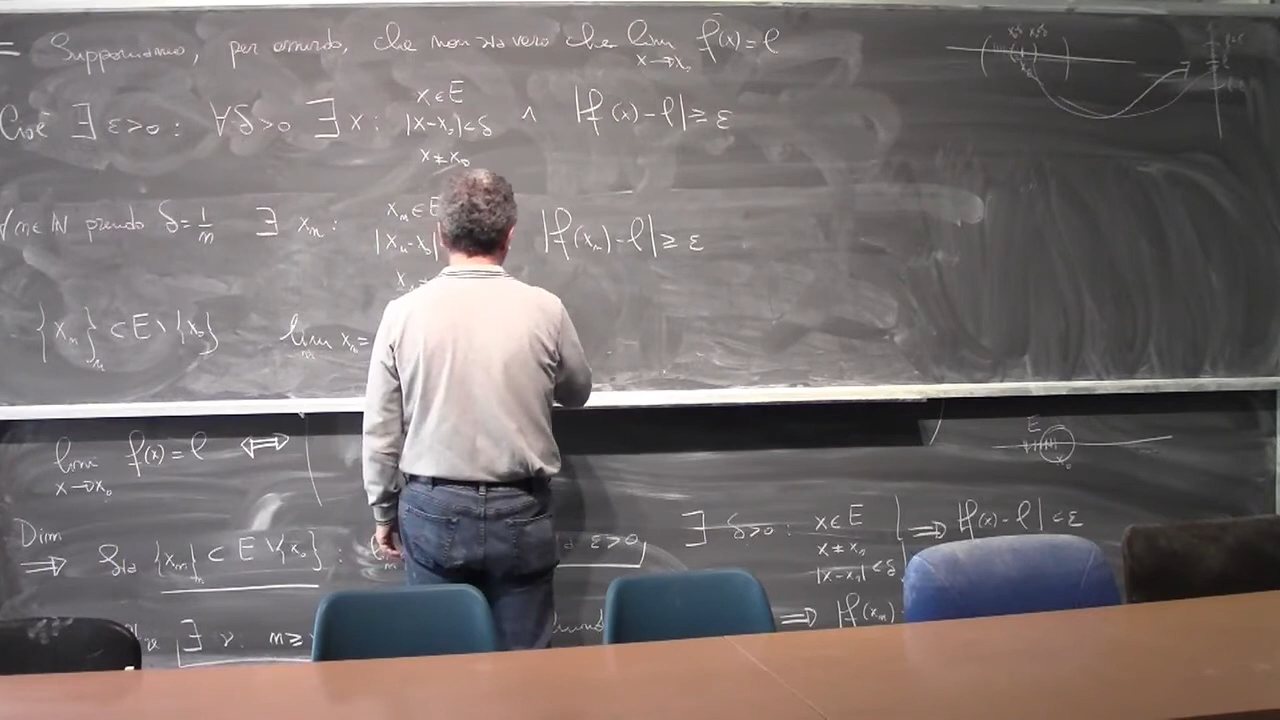 = Supponiamo, per assurdo, che non sia vero che lim f(x) = l
x→x₀
x ∈ E
Cioè ∃ ε>0 : ∀δ>0 ∃ x : |x-x₀|<δ ∧ |f(x)-l| ≥ ε
x ≠ x₀
xₙ ∈ E
∀n∈ℕ prendo δ = 1/n ∃ xₙ : |xₙ-x₀| |f(xₙ)-l| ≥ ε
{xₙ}ₙ ⊂ E \ {x₀} lim xₙ =
n
E
x₀
lim f(x) = l ⟺
x→x₀
Dim
⇒ Sia {xₙ}ₙ ⊂ E \ {x₀} : ε>0 ∃ δ>0 : x ∈ E ⇒ |f(x)-l| < ε
x ≠ x₀
|x-x₀| < δ
∃ ν : n ≥ ⇒ |f(xₙ)